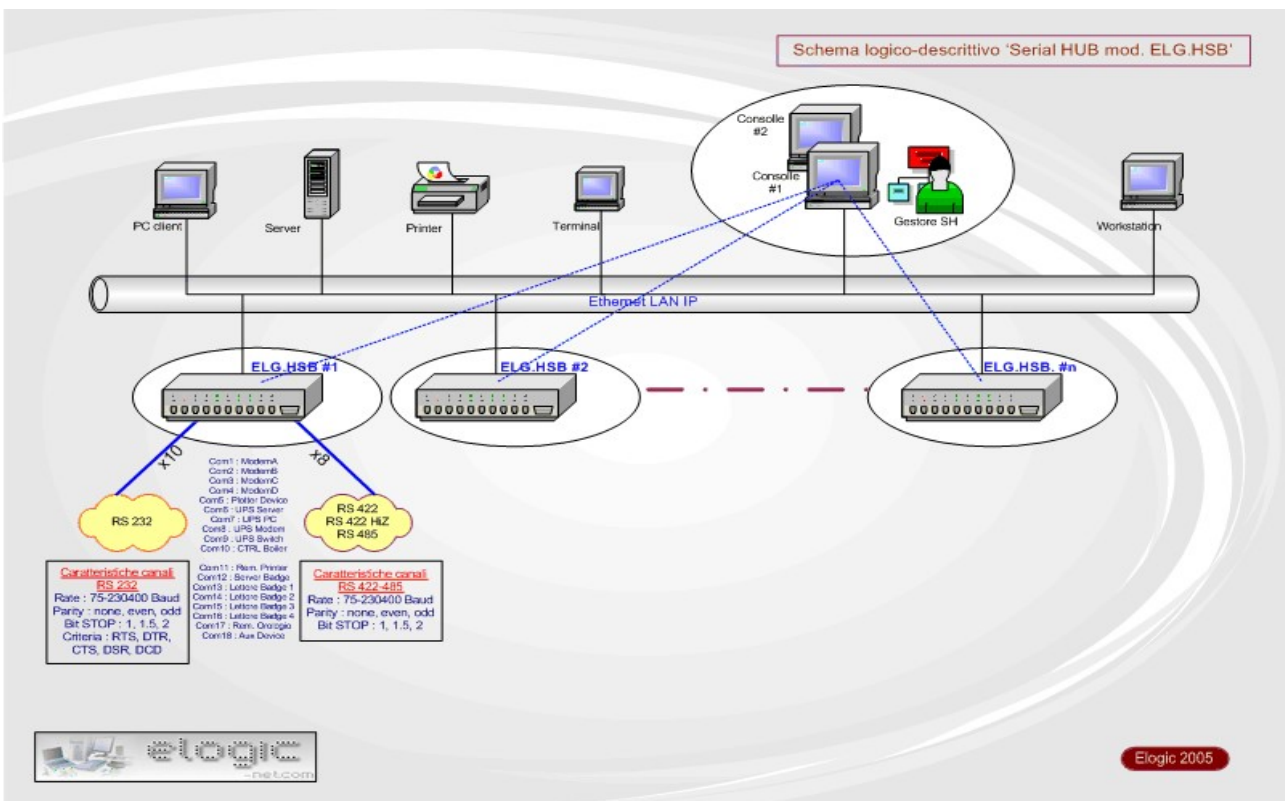 Schema logico-descrittivo 'Serial HUB mod. ELG.HSB'
Consolle
#2
Consolle
#1
Gestore SH
PC client
Server
Printer
Terminal
Workstation
Ethernet LAN IP
ELG.HSB #1
ELG.HSB #2
ELG.HSB. #n
x10
x8
RS 232
RS 422
RS 422 HiZ
RS 485
Com1 : ModemA
Com2 : ModemB
Com3 : ModemC
Com4 : ModemD
Com5 : Plotter Device
Com6 : UPS Server
Com7 : UPS PC
Com8 : UPS Modem
Com9 : UPS Switch
Com10 : CTRL Boiler
Com11 : Rem. Printer
Com12 : Server Badge
Com13 : Lettore Badge 1
Com14 : Lettore Badge 2
Com15 : Lettore Badge 3
Com16 : Lettore Badge 4
Com17 : Rem. Orologio
Com18 : Aux Device
Caratteristiche canali
RS 232
Rate : 75-230400 Baud
Parity : none, even, odd
Bit STOP : 1, 1.5, 2
Criteria : RTS, DTR,
CTS, DSR, DCD
Caratteristiche canali
RS 422-485
Rate : 75-230400 Baud
Parity : none, even, odd
Bit STOP : 1, 1.5, 2
elogic
-netcom
Elogic 2005